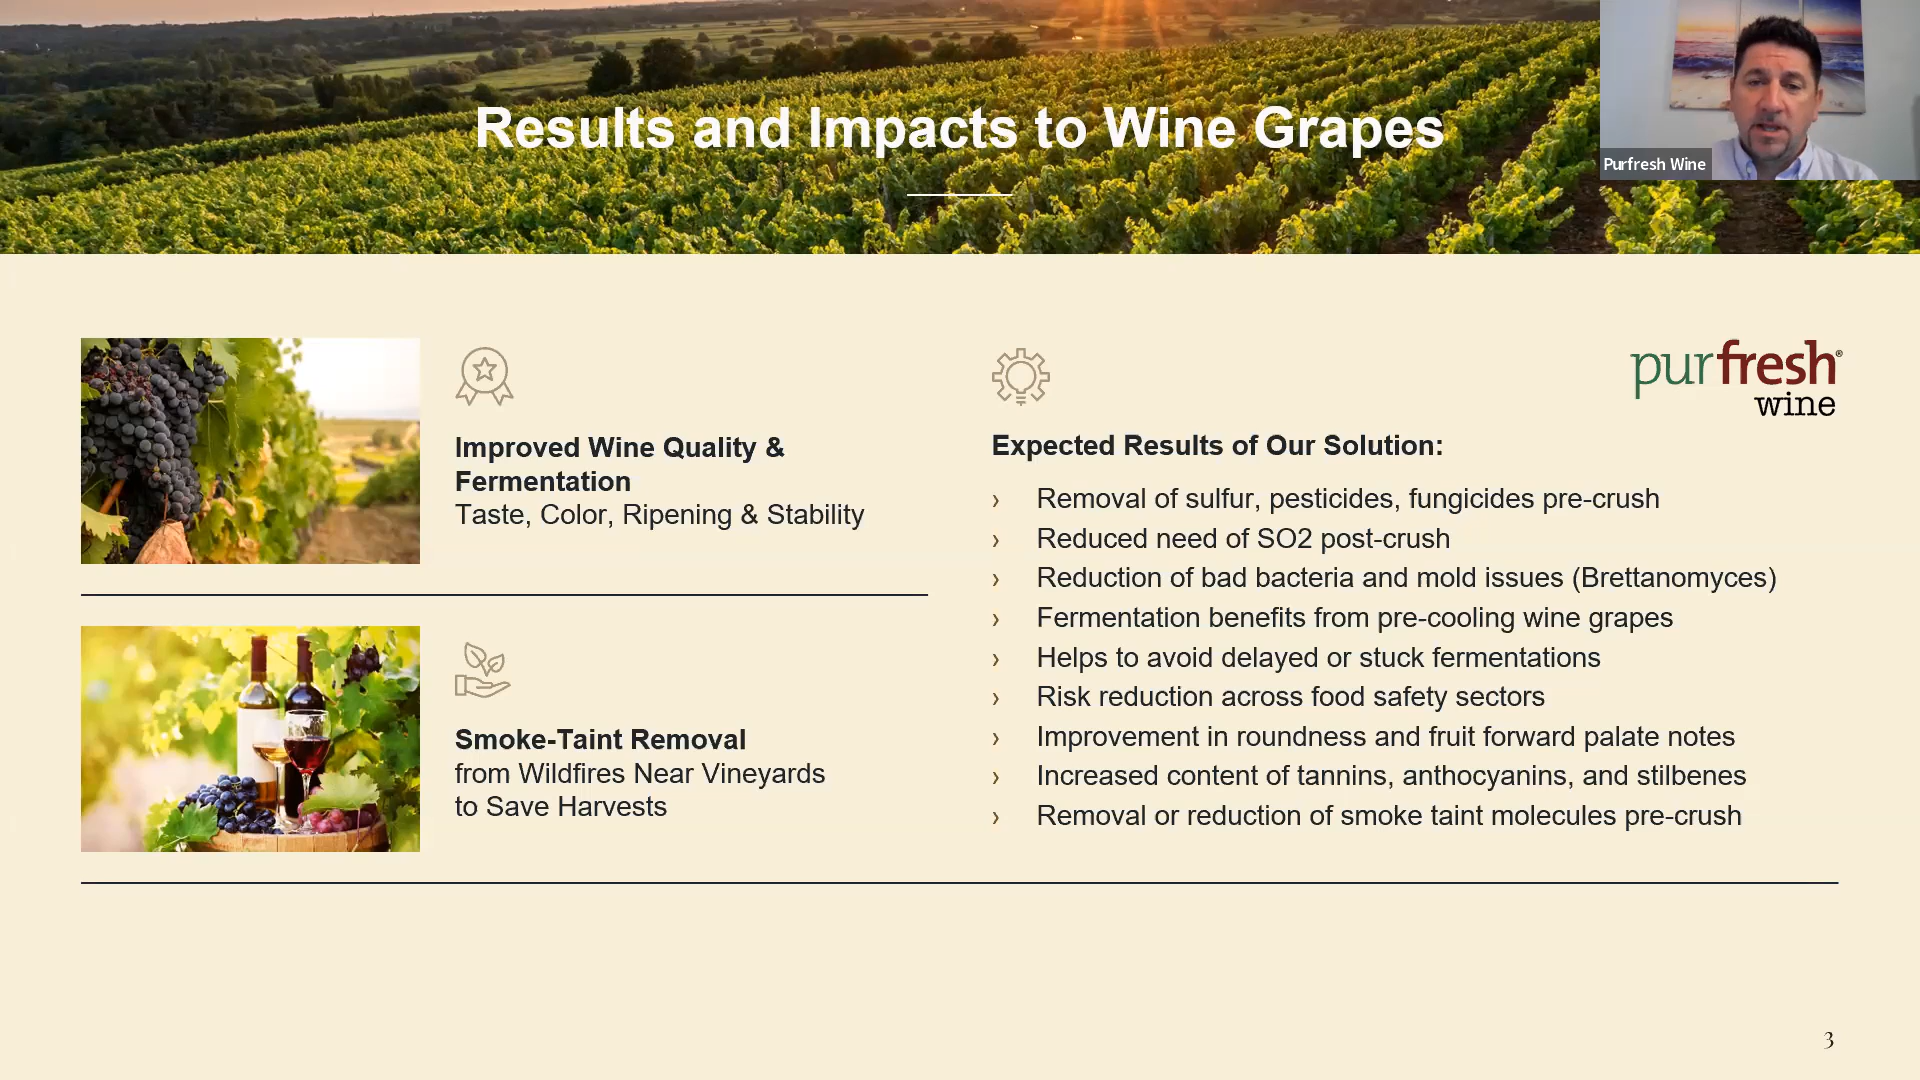 Results and Impacts to Wine Grapes
Purfresh Wine
purfresh®
wine
Improved Wine Quality &
Fermentation
Taste, Color, Ripening & Stability
Smoke-Taint Removal
from Wildfires Near Vineyards
to Save Harvests
Expected Results of Our Solution:
› Removal of sulfur, pesticides, fungicides pre-crush
› Reduced need of SO2 post-crush
› Reduction of bad bacteria and mold issues (Brettanomyces)
› Fermentation benefits from pre-cooling wine grapes
› Helps to avoid delayed or stuck fermentations
› Risk reduction across food safety sectors
› Improvement in roundness and fruit forward palate notes
› Increased content of tannins, anthocyanins, and stilbenes
› Removal or reduction of smoke taint molecules pre-crush
3